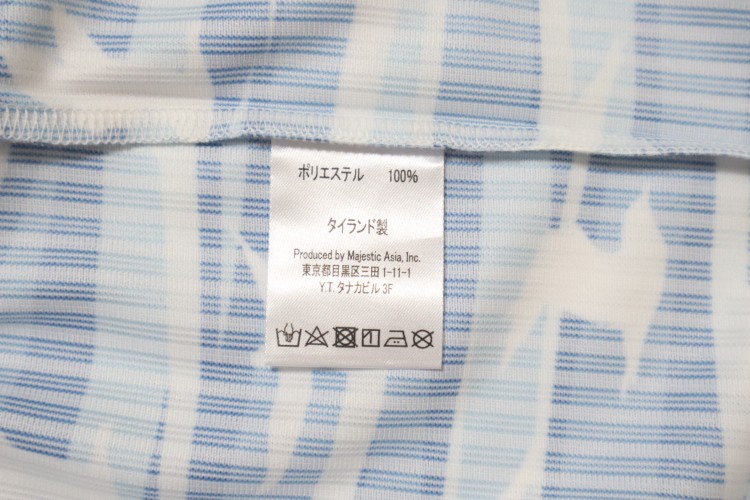 ポリエステル 100%
タイランド製
Produced by Majestic Asia, Inc.
東京都目黒区三田 1-11-1
Y.T. タナカビル 3F